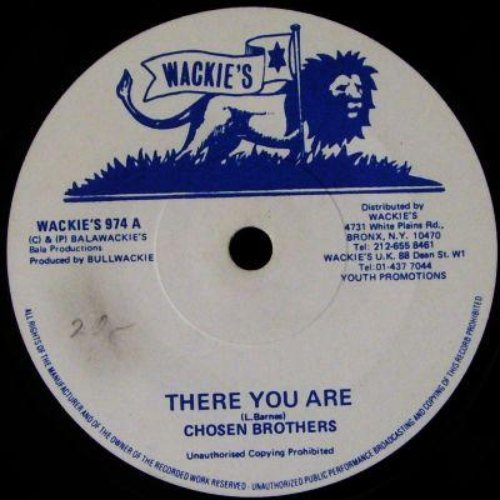 WACKIE'S
WACKIE'S 974 A
(C) & (P) BALAWACKIE'S
Bala Productions
Produced by BULLWACKIE
Distributed by
WACKIE'S
4731 White Plains Rd.,
BRONX, N.Y. 10470
Tel: 212-655 8461
WACKIE'S U.K. 88 Dean St. W1
Tel:01-437 7044
YOUTH PROMOTIONS
THERE YOU ARE
(L.Barnes)
CHOSEN BROTHERS
Unauthorised Copying Prohibited
ALL RIGHTS OF THE MANUFACTURER AND OF THE OWNER OF THE RECORDED WORK RESERVED - UNAUTHORIZED PUBLIC PERFORMANCE BROADCASTING AND COPYING OF THIS RECORD PROHIBITED